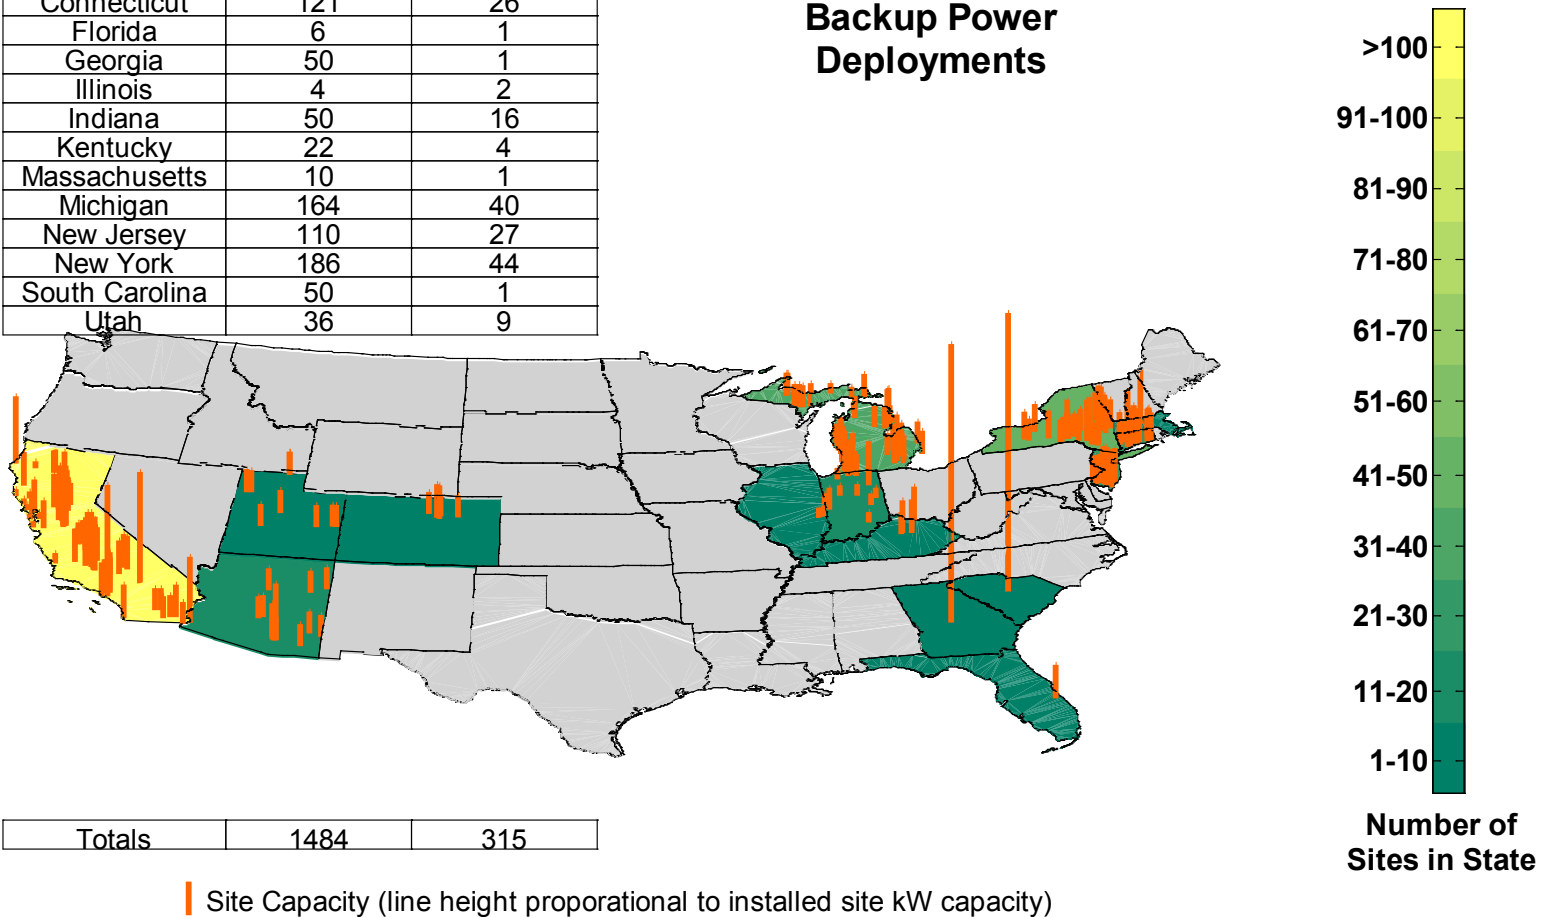 Connecticut 121 26
Florida 6 1
Georgia 50 1
Illinois 4 2
Indiana 50 16
Kentucky 22 4
Massachusetts 10 1
Michigan 164 40
New Jersey 110 27
New York 186 44
South Carolina 50 1
Utah 36 9
Backup Power
Deployments
>100
91-100
81-90
71-80
61-70
51-60
41-50
31-40
21-30
11-20
1-10
Number of
Sites in State
Totals 1484 315
Site Capacity (line height proporational to installed site kW capacity)